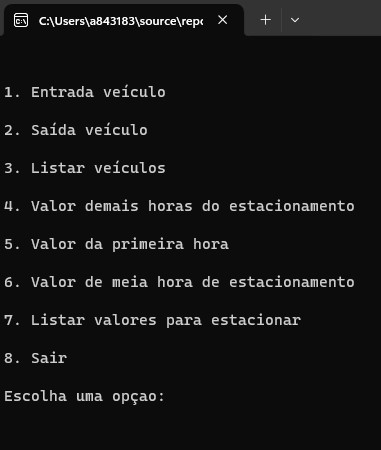 C:\Users\a843183\source\repo
1. Entrada veículo
2. Saída veículo
3. Listar veículos
4. Valor demais horas do estacionamento
5. Valor da primeira hora
6. Valor de meia hora de estacionamento
7. Listar valores para estacionar
8. Sair
Escolha uma opçao: